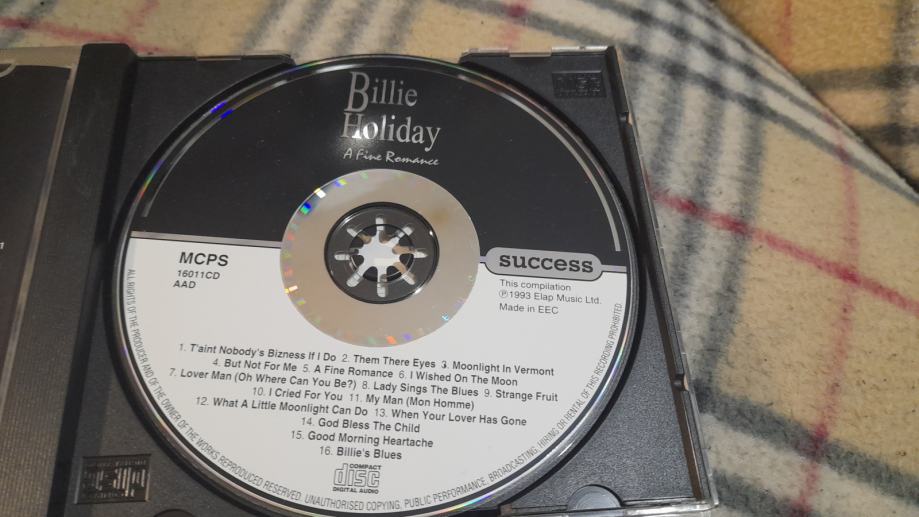 Billie
Holiday
A Fine Romance
MCPS
16011CD
AAD
success
This compilation
℗1993 Elap Music Ltd.
Made in EEC
1. T'aint Nobody's Bizness If I Do 2. Them There Eyes 3. Moonlight In Vermont
4. But Not For Me 5. A Fine Romance 6. I Wished On The Moon
7. Lover Man (Oh Where Can You Be?) 8. Lady Sings The Blues 9. Strange Fruit
10. I Cried For You 11. My Man (Mon Homme)
12. What A Little Moonlight Can Do 13. When Your Lover Has Gone
14. God Bless The Child
15. Good Morning Heartache
16. Billie's Blues
COMPACT
disc
DIGITAL AUDIO
ALL RIGHTS OF THE PRODUCER AND OF THE OWNER OF THE WORKS REPRODUCED RESERVED. UNAUTHORISED COPYING, PUBLIC PERFORMANCE, BROADCASTING, HIRING OR RENTAL OF THIS RECORDING PROHIBITED